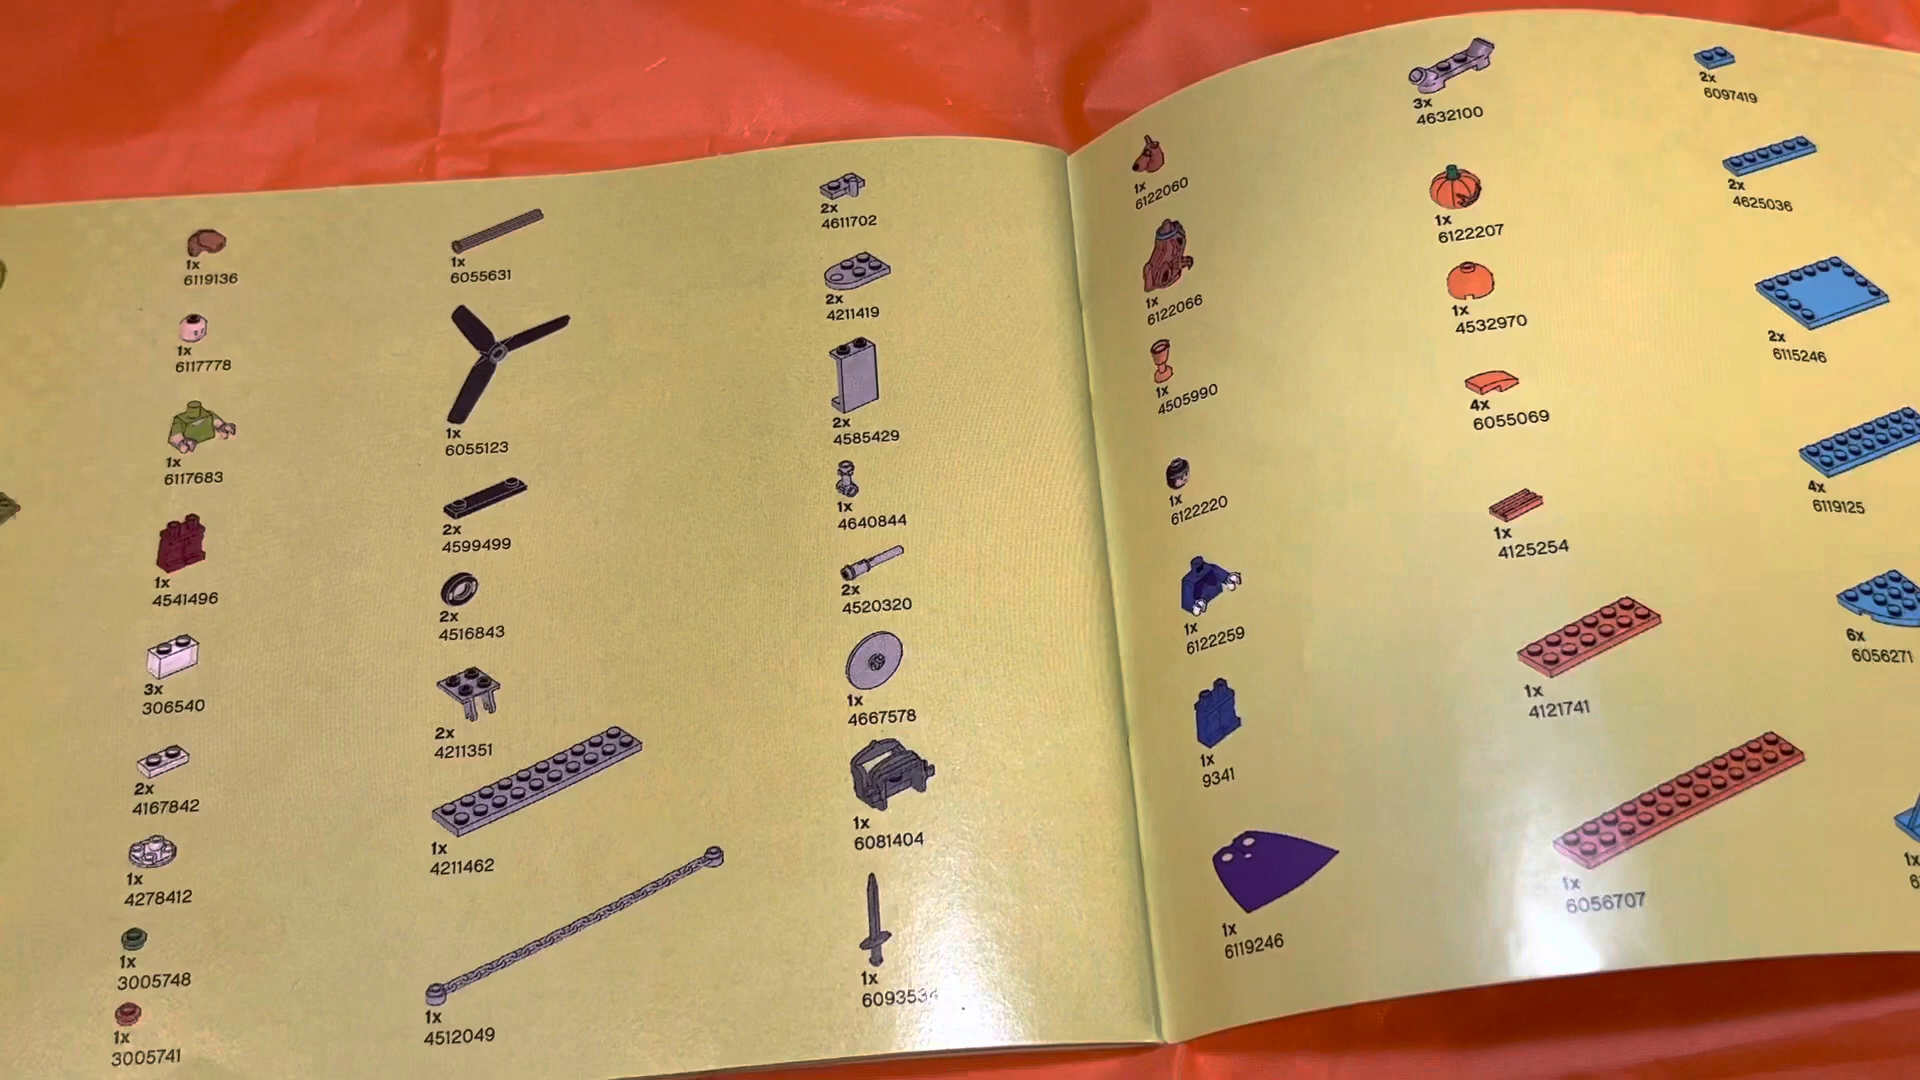 1x
6119136
1x
6117778
1x
6117683
1x
4541496
3x
306540
2x
4167842
1x
4278412
1x
3005748
1x
3005741
1x
6055631
1x
6055123
2x
4599499
2x
4516843
2x
4211351
1x
4211462
1x
4512049
2x
4611702
2x
4211419
2x
4585429
1x
4640844
2x
4520320
1x
4667578
1x
6081404
1x
1x
6122060
1x
6122066
1x
4505990
1x
6122220
1x
6122259
1x
9341
1x
6119246
3x
4632100
1x
6122207
1x
4532970
4x
6055069
1x
4125254
1x
4121741
1x
6056707
2x
6097419
2x
4625036
2x
6115246
4x
6119125
6x
6056271
1x